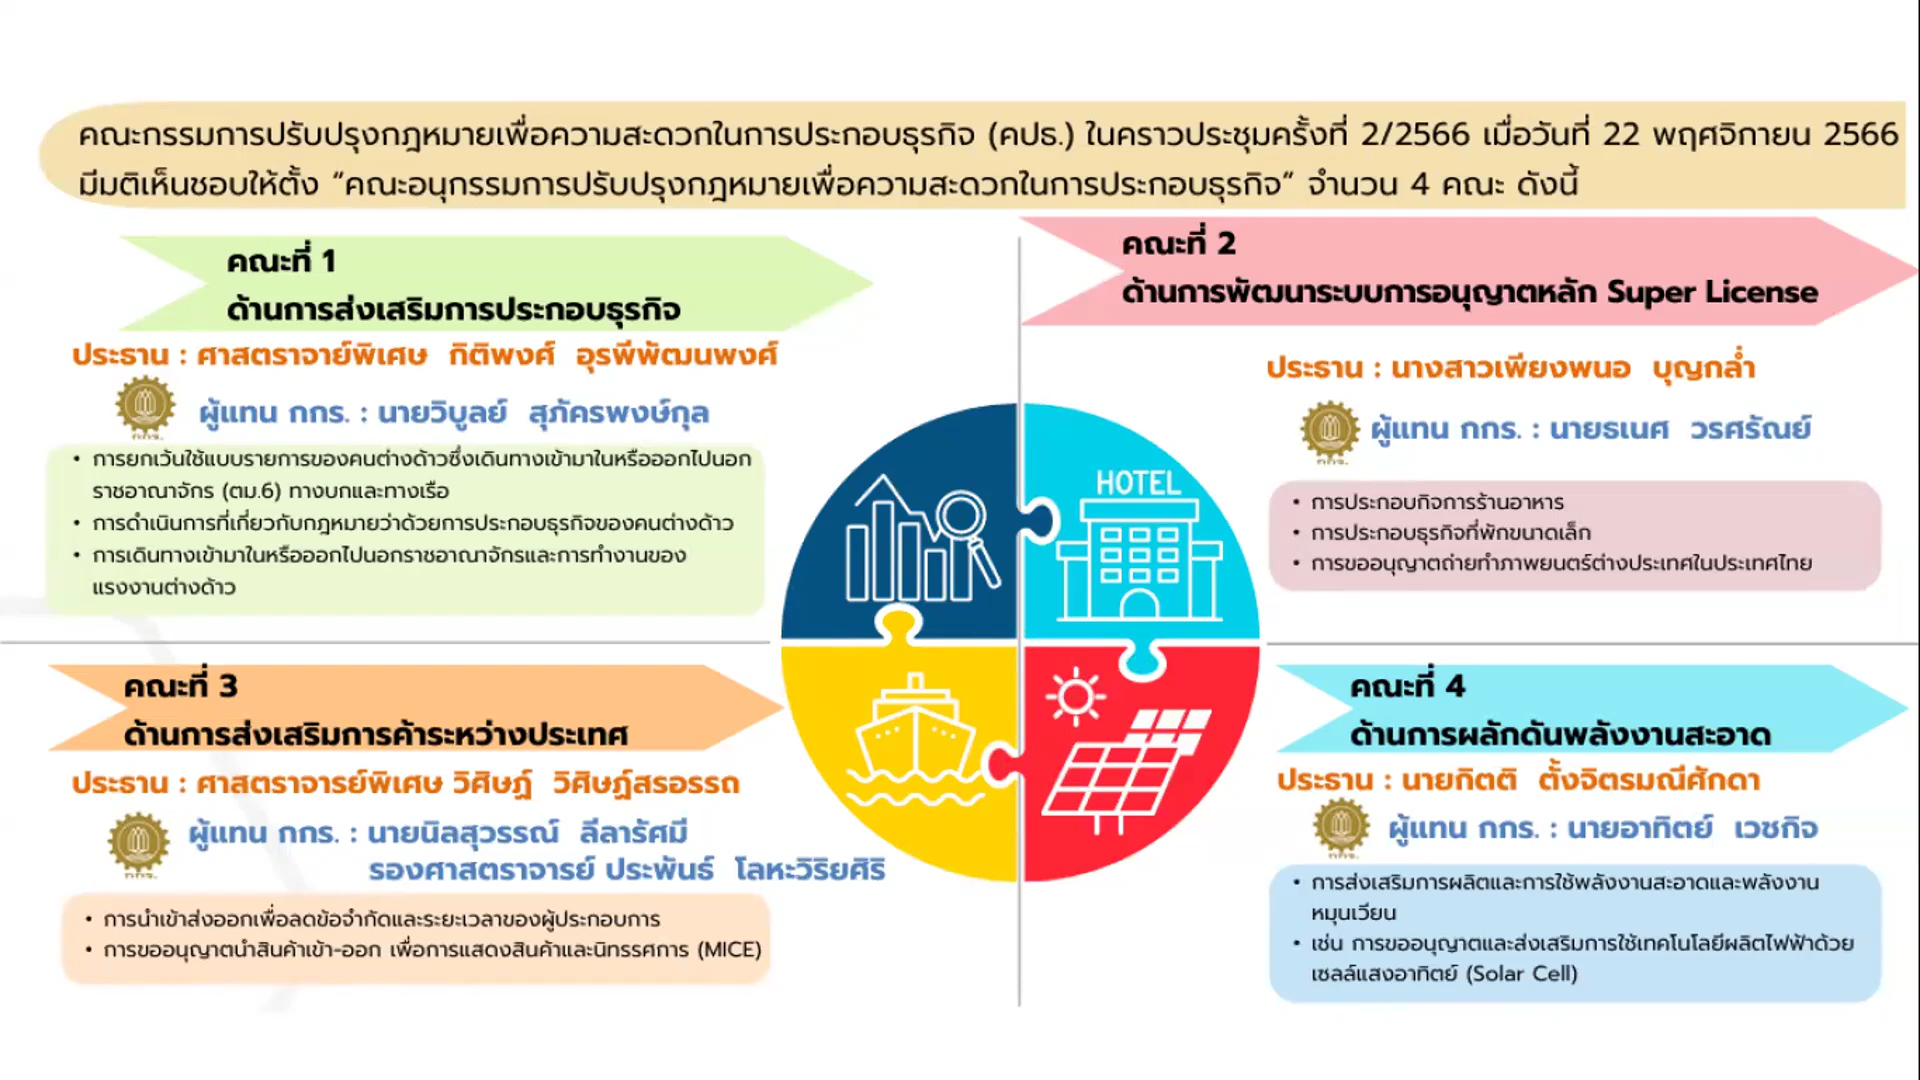 คณะกรรมการปรับปรุงกฎหมายเพื่อความสะดวกในการประกอบธุรกิจ (คปธ.) ในคราวประชุมครั้งที่ 2/2566 เมื่อวันที่ 22 พฤศจิกายน 2566
มีมติเห็นชอบให้ตั้ง “คณะอนุกรรมการปรับปรุงกฎหมายเพื่อความสะดวกในการประกอบธุรกิจ” จำนวน 4 คณะ ดังนี้
คณะที่ 1
ด้านการส่งเสริมการประกอบธุรกิจ
ประธาน : ศาสตราจาย์พิเศษ กิติพงศ์ อุรพีพัฒนพงศ์
ผู้แทน กกร. : นายวิบูลย์ สุภัครพงษ์กุล
กกร.
• การยกเว้นใช้แบบรายการของคนต่างด้าวซึ่งเดินทางเข้ามาในหรือออกไปนอก
ราชอาณาจักร (ตม.6) ทางบกและทางเรือ
• การดำเนินการที่เกี่ยวกับกฎหมายว่าด้วยการประกอบธุรกิจของคนต่างด้าว
• การเดินทางเข้ามาในหรือออกไปนอกราชอาณาจักรและการทำงานของ
แรงงานต่างด้าว
คณะที่ 2
ด้านการพัฒนาระบบการอนุญาตหลัก Super License
ประธาน : นางสาวเพียงพนอ บุญกล่ำ
ผู้แทน กกร. : นายธเนศ วรศรัณย์
กกร.
• การประกอบกิจการร้านอาหาร
• การประกอบธุรกิจที่พักขนาดเล็ก
• การขออนุญาตถ่ายทำภาพยนตร์ต่างประเทศในประเทศไทย
HOTEL
คณะที่ 3
ด้านการส่งเสริมการค้าระหว่างประเทศ
ประธาน : ศาสตราจารย์พิเศษ วิศิษฏ์ วิศิษฏ์สรอรรถ
ผู้แทน กกร. : นายนิลสุวรรณ์ ลีลารัศมี
รองศาสตราจารย์ ประพันธ์ โลหะวิริยศิริ
กกร.
• การนำเข้าส่งออกเพื่อลดข้อจำกัดและระยะเวลาของผู้ประกอบการ
• การขออนุญาตนำสินค้าเข้า-ออก เพื่อการแสดงสินค้าและนิทรรศการ (MICE)
คณะที่ 4
ด้านการผลักดันพลังงานสะอาด
ประธาน : นายกิตติ ตั้งจิตรมณีศักดา
ผู้แทน กกร. : นายอาทิตย์ เวชกิจ
กกร.
• การส่งเสริมการผลิตและการใช้พลังงานสะอาดและพลังงาน
หมุนเวียน
• เช่น การขออนุญาตและส่งเสริมการใช้เทคโนโลยีผลิตไฟฟ้าด้วย
เซลล์แสงอาทิตย์ (Solar Cell)